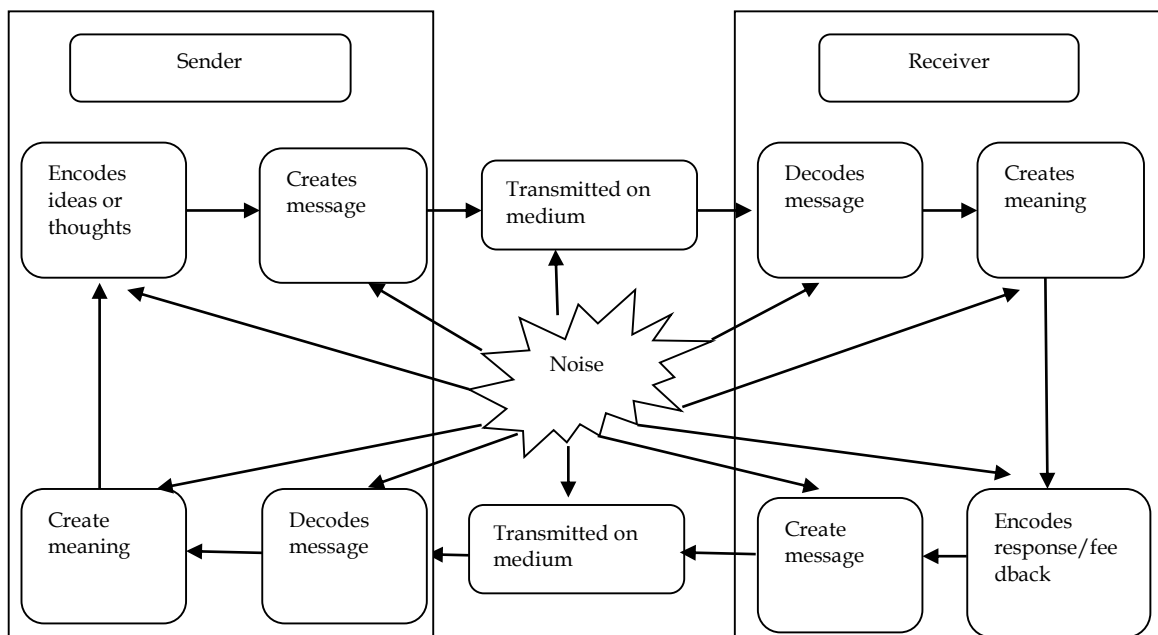 Sender
Receiver
Encodes
ideas or
thoughts
Creates
message
Transmitted on
medium
Decodes
message
Creates
meaning
Noise
Create
meaning
Decodes
message
Transmitted on
medium
Create
message
Encodes
response/fee
dback